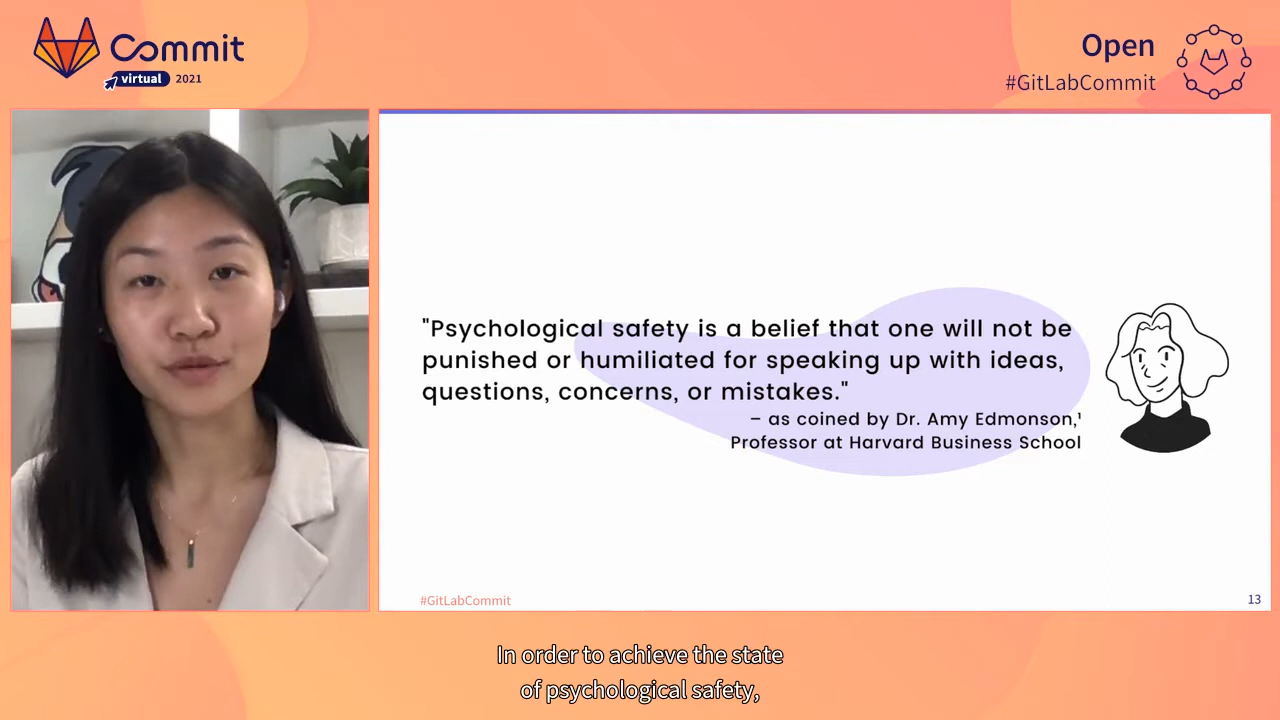 Commit
virtual 2021
Open
#GitLabCommit
"Psychological safety is a belief that one will not be
punished or humiliated for speaking up with ideas,
questions, concerns, or mistakes."
– as coined by Dr. Amy Edmonson,¹
Professor at Harvard Business School
#GitLabCommit
13
In order to achieve the state
of psychological safety,